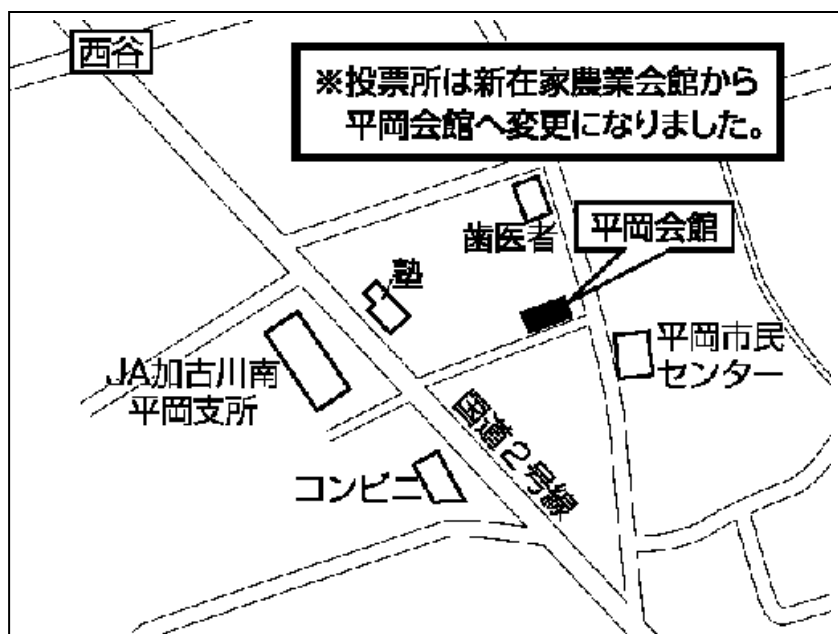 西谷
※投票所は新在家農業会館から
平岡会館へ変更になりました。
歯医者
平岡会館
塾
平岡市民
センター
JA加古川南
平岡支所
国道2号線
コンビニ